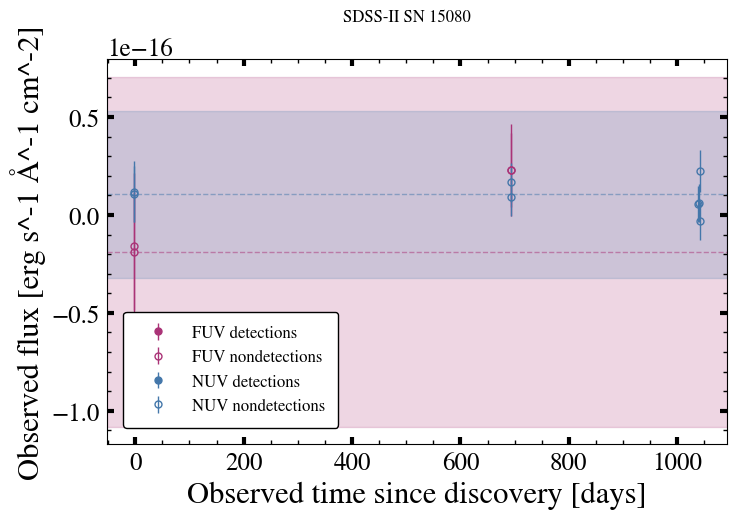 SDSS-II SN 15080
1e−16
Observed flux [erg s^-1 Å^-1 cm^-2]
0.5
0.0
−0.5
−1.0
FUV detections
FUV nondetections
NUV detections
NUV nondetections
0 200 400 600 800 1000
Observed time since discovery [days]